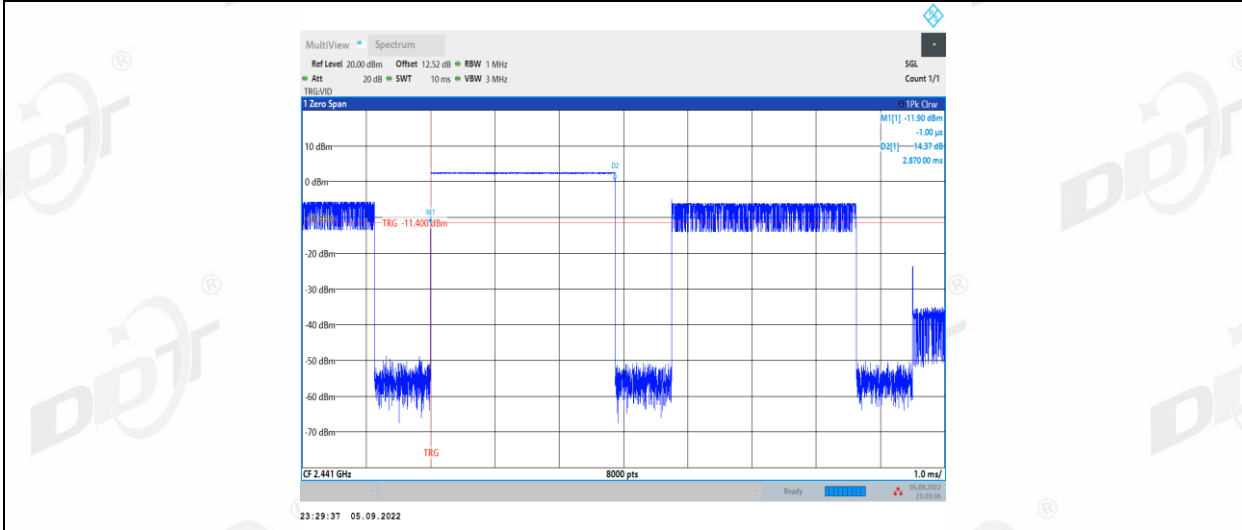 MultiView Spectrum
Ref Level 20.00 dBm Offset 12.52 dB RBW 1 MHz SGL
Att 20 dB SWT 10 ms VBW 3 MHz Count 1/1
TRG:VID
1 Zero Span 1Pk Clrw
M1[1] -11.90 dBm
-1.00 µs
D2[1] 14.37 dB
2.870 00 ms
10 dBm
D2
0 dBm
M1
TRG -11.400 dBm
-20 dBm
-30 dBm
-40 dBm
-50 dBm
-60 dBm
-70 dBm
TRG
CF 2.441 GHz 8000 pts 1.0 ms/
Ready 05.09.2022
23:29:36
23:29:37 05.09.2022
DDT
®